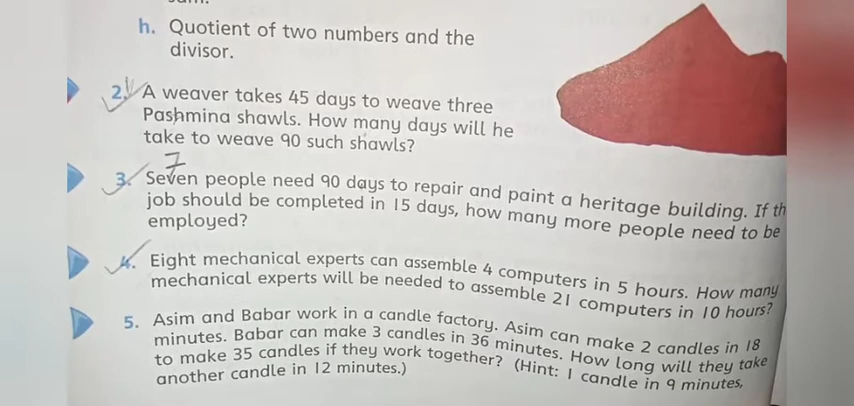 h. Quotient of two numbers and the
divisor.
2. A weaver takes 45 days to weave three
Pashmina shawls. How many days will he
take to weave 90 such shawls?
7
3. Seven people need 90 days to repair and paint a heritage building. If th
job should be completed in 15 days, how many more people need to be
employed?
4. Eight mechanical experts can assemble 4 computers in 5 hours. How many
mechanical experts will be needed to assemble 21 computers in 10 hours?
5. Asim and Babar work in a candle factory. Asim can make 2 candles in 18
minutes. Babar can make 3 candles in 36 minutes. How long will they take
to make 35 candles if they work together? (Hint: 1 candle in 9 minutes,
another candle in 12 minutes.)